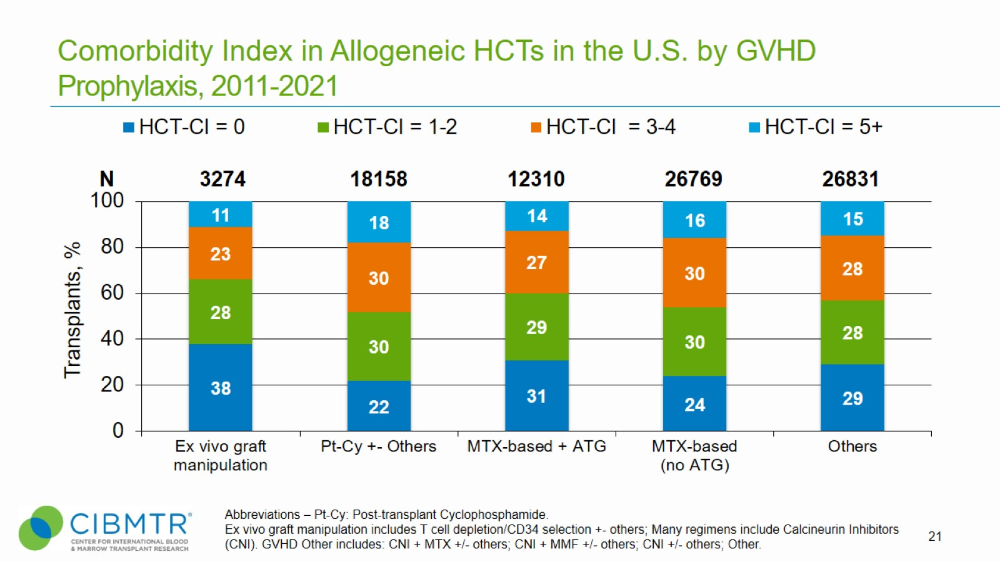 Comorbidity Index in Allogeneic HCTs in the U.S. by GVHD
Prophylaxis, 2011-2021
HCT-CI = 0 HCT-CI = 1-2 HCT-CI = 3-4 HCT-CI = 5+
N 3274 18158 12310 26769 26831
100
80
60
40
20
0
Transplants, %
11 18 14 16 15
23 30 27 30 28
28 30 29 30 28
38 22 31 24 29
Ex vivo graft
manipulation
Pt-Cy +- Others
MTX-based + ATG
MTX-based
(no ATG)
Others
CIBMTR®
CENTER FOR INTERNATIONAL BLOOD
& MARROW TRANSPLANT RESEARCH
Abbreviations – Pt-Cy: Post-transplant Cyclophosphamide.
Ex vivo graft manipulation includes T cell depletion/CD34 selection +- others; Many regimens include Calcineurin Inhibitors
(CNI). GVHD Other includes: CNI + MTX +/- others; CNI + MMF +/- others; CNI +/- others; Other.
21